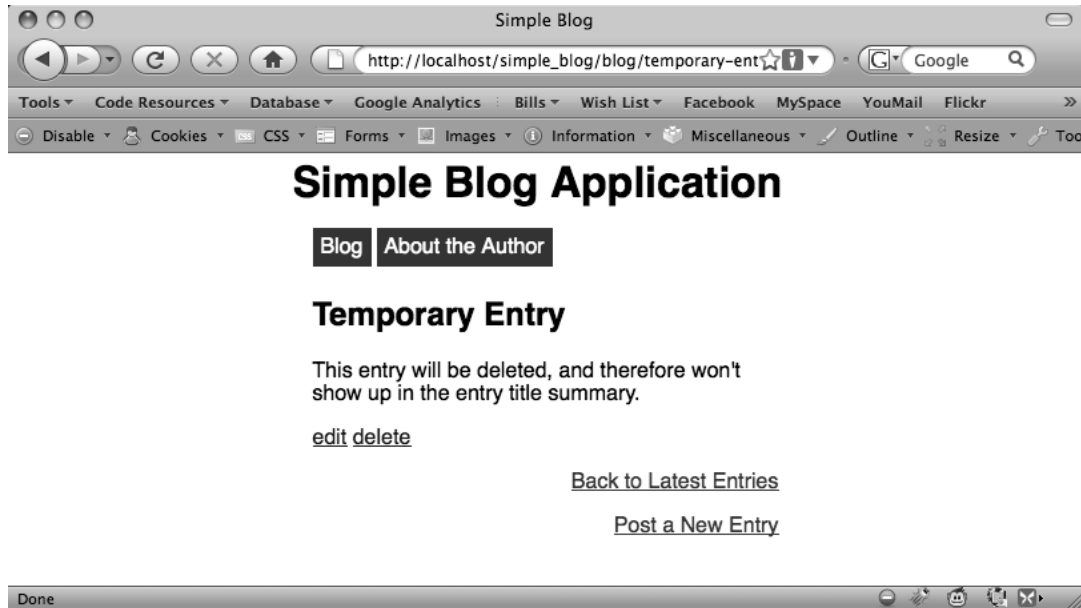 Simple Blog
http://localhost/simple_blog/blog/temporary-ent G Google
Tools Code Resources Database Google Analytics Bills Wish List Facebook MySpace YouMail Flickr »
Disable Cookies CSS Forms Images Information Miscellaneous Outline Resize Too
Simple Blog Application
Blog About the Author
Temporary Entry
This entry will be deleted, and therefore won't
show up in the entry title summary.
edit delete
Back to Latest Entries
Post a New Entry
Done